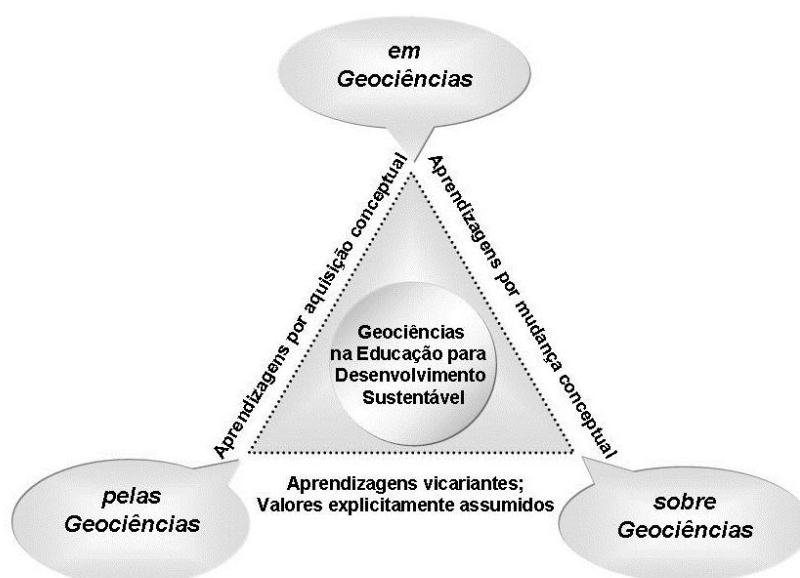 em
Geociências
Aprendizagens por aquisição conceptual
Aprendizagens por mudança conceptual
Geociências
na Educação para
Desenvolvimento
Sustentável
pelas
Geociências
Aprendizagens vicariantes;
Valores explicitamente assumidos
sobre
Geociências